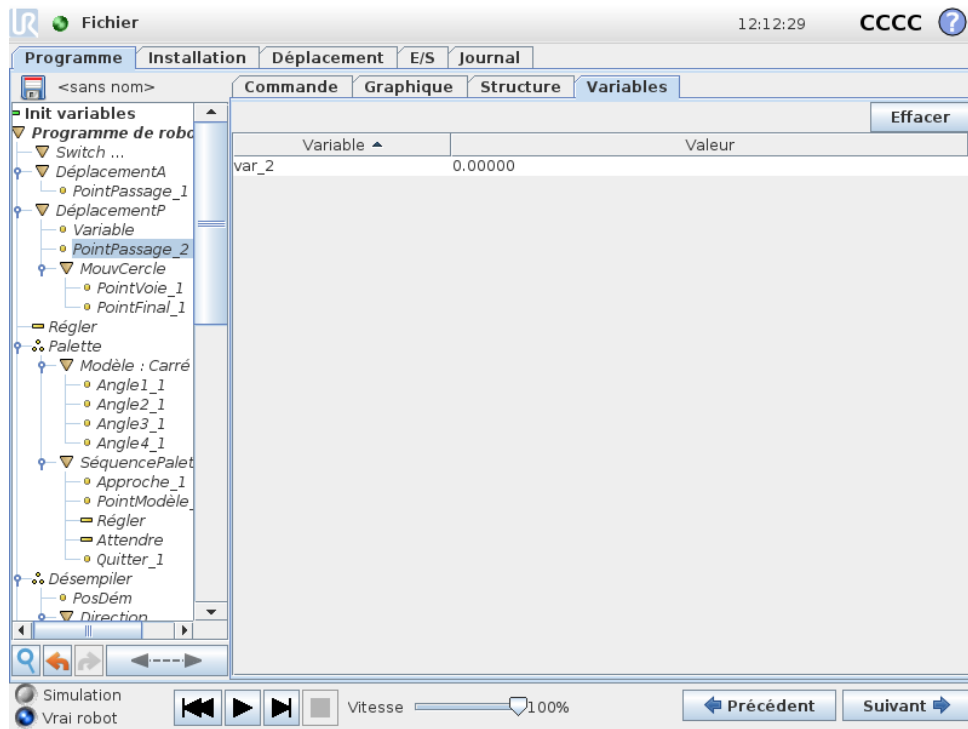 UR Fichier 12:12:29 CCCC ?
Programme Installation Déplacement E/S Journal
<sans nom> Commande Graphique Structure Variables
Init variables
Effacer
Programme de robo
Variable Valeur
Switch ...
var_2 0.00000
DéplacementA
PointPassage_1
DéplacementP
Variable
PointPassage_2
MouvCercle
PointVoie_1
PointFinal_1
Régler
Palette
Modèle : Carré
Angle1_1
Angle2_1
Angle3_1
Angle4_1
SéquencePalet
Approche_1
PointModèle_
Régler
Attendre
Quitter_1
Désempiler
PosDém
Direction
Simulation
Vrai robot
Vitesse 100% Précédent Suivant